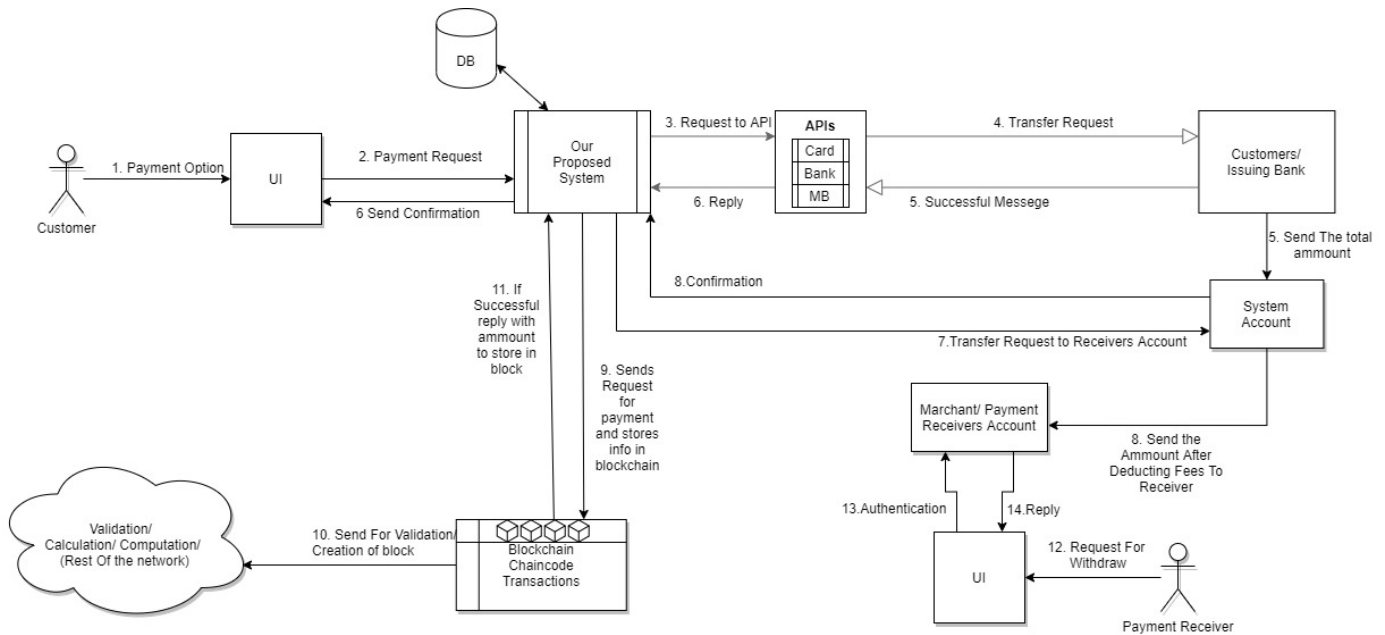 DB
3. Request to API
APIs
Card
Bank
MB
4. Transfer Request
Customers/
Issuing Bank
Our
Proposed
System
1. Payment Option
UI
2. Payment Request
6 Send Confirmation
6. Reply
5. Successful Messege
Customer
5. Send The total
ammount
8.Confirmation
System
Account
7.Transfer Request to Receivers Account
11. If
Successful
reply with
ammount
to store in
block
9. Sends
Request
for
payment
and stores
info in
blockchain
Marchant/ Payment
Receivers Account
8. Send the
Ammount After
Deducting Fees To
Receiver
13.Authentication
14.Reply
Validation/
Calculation/ Computation/
(Rest Of the network)
10. Send For Validation/
Creation of block
Blockchain
Chaincode
Transactions
UI
12. Request For
Withdraw
Payment Receiver